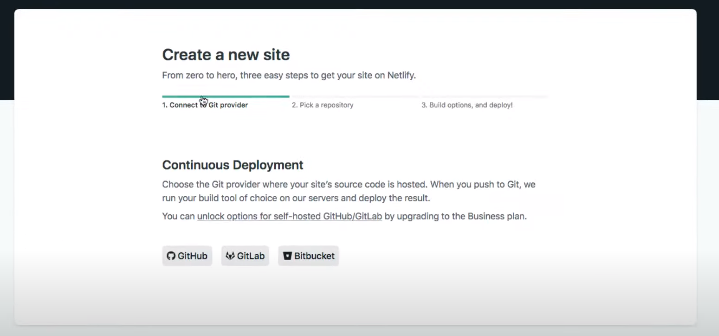 Create a new site
From zero to hero, three easy steps to get your site on Netlify.
1. Connect to Git provider
2. Pick a repository
3. Build options, and deploy!
Continuous Deployment
Choose the Git provider where your site's source code is hosted. When you push to Git, we
run your build tool of choice on our servers and deploy the result.
You can unlock options for self-hosted GitHub/GitLab by upgrading to the Business plan.
GitHub
GitLab
Bitbucket